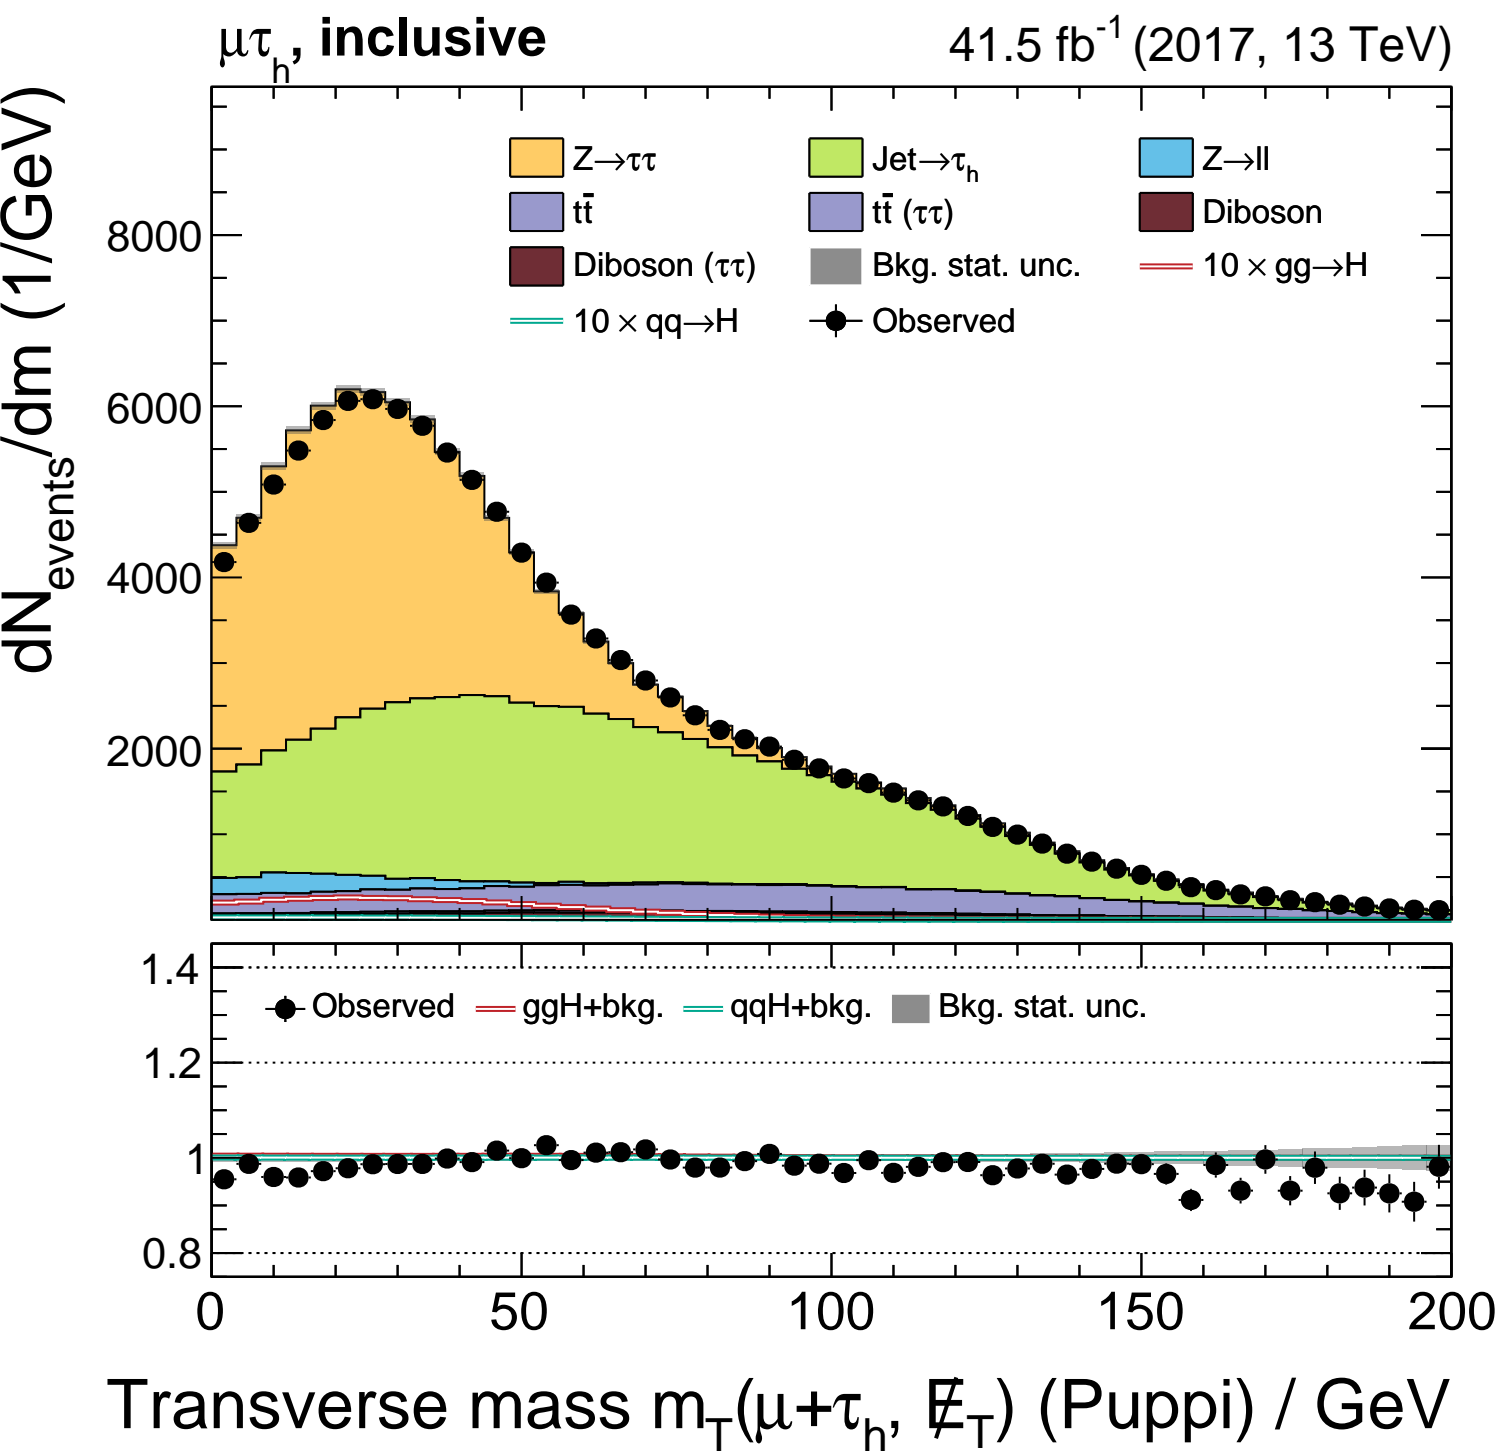 μτh, inclusive 41.5 fb-1 (2017, 13 TeV)
dNevents/dm (1/GeV)
Z→ττ Jet→τh Z→ll
tt̄ tt̄ (ττ) Diboson
Diboson (ττ) Bkg. stat. unc. 10 × gg→H
10 × qq→H Observed
8000
6000
4000
2000
1.4
Observed ggH+bkg. qqH+bkg. Bkg. stat. unc.
1.2
1
0.8
0 50 100 150 200
Transverse mass mT(μ+τh, E̸T) (Puppi) / GeV